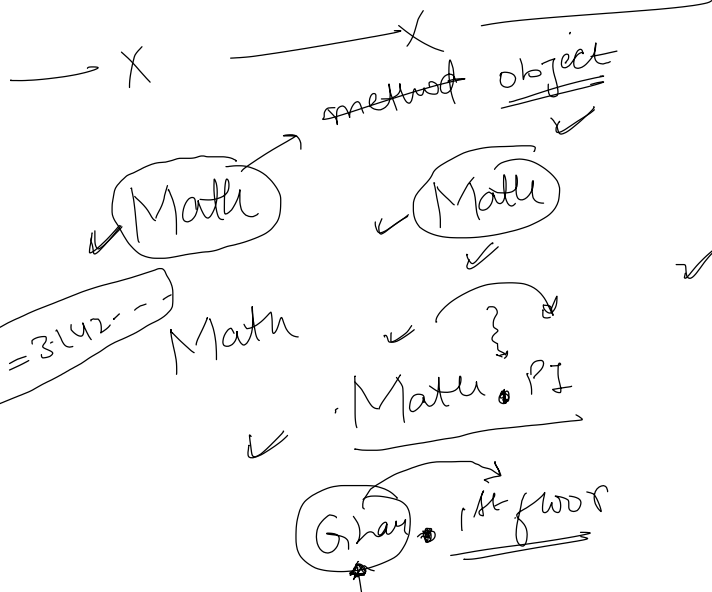 X X
method object
Math Math
= 3.142---
Math
.Math.PI
Ghar.1st floor